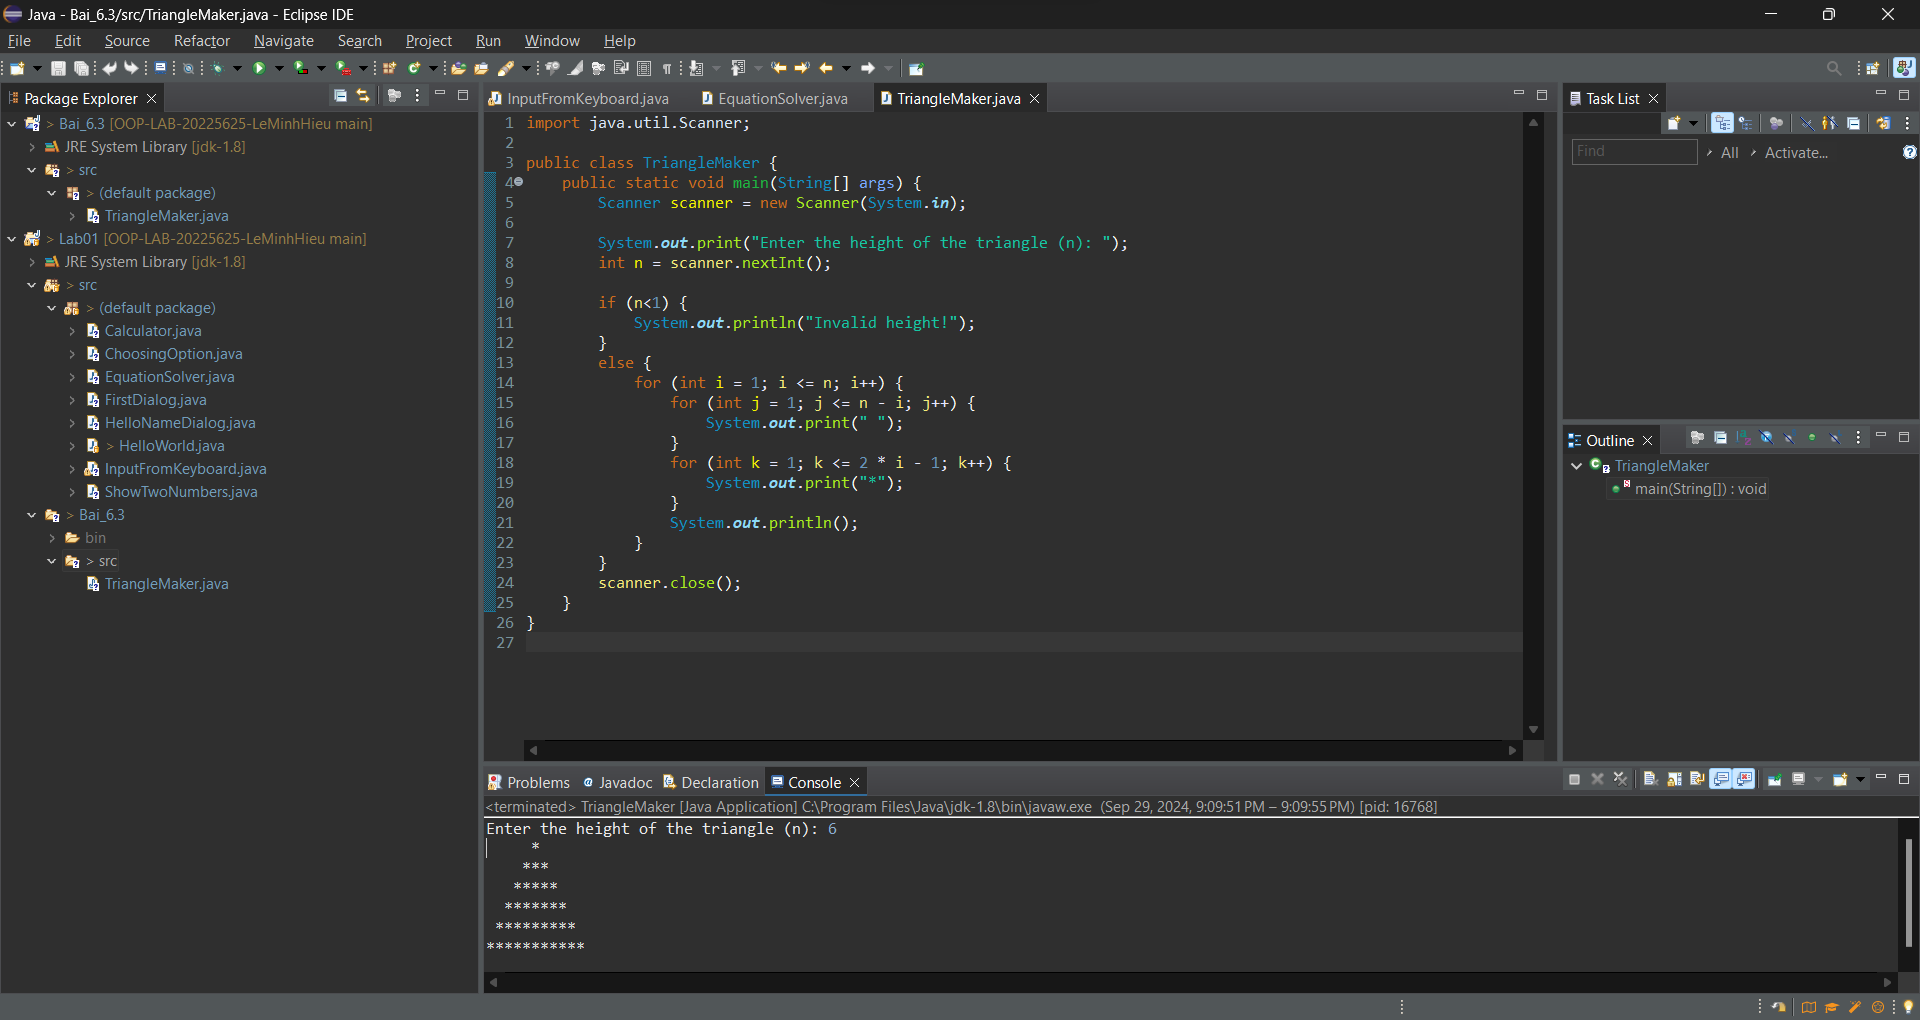 Java - Bai_6.3/src/TriangleMaker.java - Eclipse IDE
File Edit Source Refactor Navigate Search Project Run Window Help
Package Explorer
> Bai_6.3 [OOP-LAB-20225625-LeMinhHieu main]
JRE System Library [jdk-1.8]
> src
> (default package)
TriangleMaker.java
> Lab01 [OOP-LAB-20225625-LeMinhHieu main]
JRE System Library [jdk-1.8]
> src
> (default package)
Calculator.java
ChoosingOption.java
EquationSolver.java
FirstDialog.java
HelloNameDialog.java
> HelloWorld.java
InputFromKeyboard.java
ShowTwoNumbers.java
> Bai_6.3
bin
> src
TriangleMaker.java
InputFromKeyboard.java EquationSolver.java TriangleMaker.java
1 import java.util.Scanner;
2
3 public class TriangleMaker {
4 public static void main(String[] args) {
5 Scanner scanner = new Scanner(System.in);
6
7 System.out.print("Enter the height of the triangle (n): ");
8 int n = scanner.nextInt();
9
10 if (n<1) {
11 System.out.println("Invalid height!");
12 }
13 else {
14 for (int i = 1; i <= n; i++) {
15 for (int j = 1; j <= n - i; j++) {
16 System.out.print(" ");
17 }
18 for (int k = 1; k <= 2 * i - 1; k++) {
19 System.out.print("*");
20 }
21 System.out.println();
22 }
23 }
24 scanner.close();
25 }
26 }
27
Task List
Find All Activate...
Outline
TriangleMaker
main(String[]) : void
Problems Javadoc Declaration Console
<terminated> TriangleMaker [Java Application] C:\Program Files\Java\jdk-1.8\bin\javaw.exe (Sep 29, 2024, 9:09:51 PM – 9:09:55 PM) [pid: 16768]
Enter the height of the triangle (n): 6
     *
    ***
   *****
  *******
 *********
***********